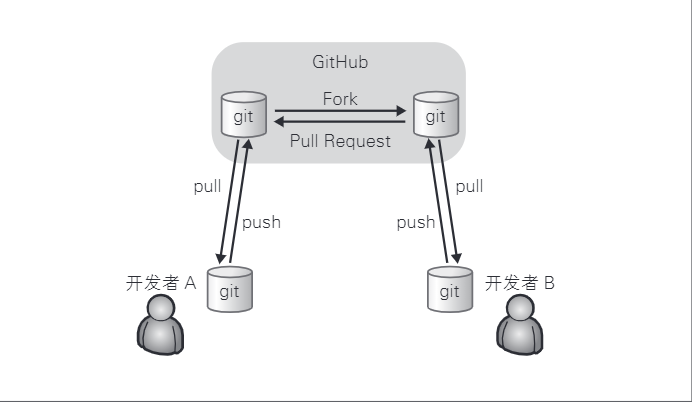 GitHub
Fork
git
git
Pull Request
pull
pull
push
push
开发者 A
git
git
开发者 B